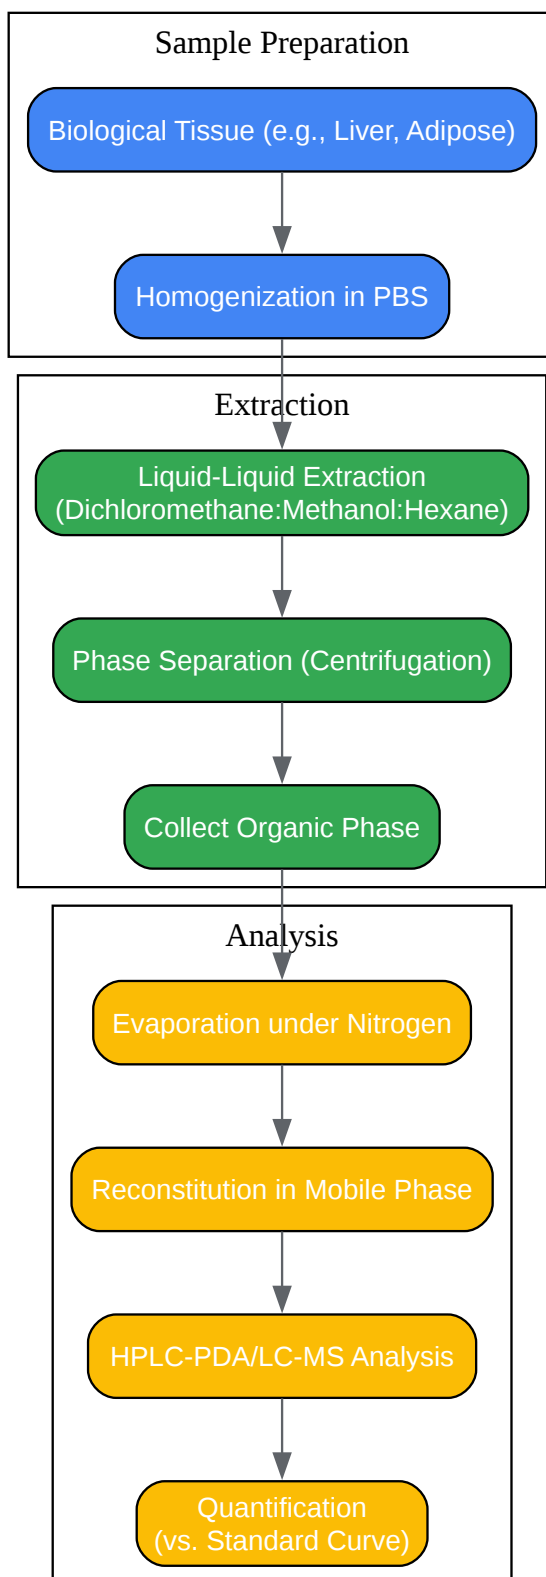 Sample Preparation
Biological Tissue (e.g., Liver, Adipose)
Homogenization in PBS
Extraction
Liquid-Liquid Extraction
(Dichloromethane:Methanol:Hexane)
Phase Separation (Centrifugation)
Collect Organic Phase
Analysis
Evaporation under Nitrogen
Reconstitution in Mobile Phase
HPLC-PDA/LC-MS Analysis
Quantification
(vs. Standard Curve)